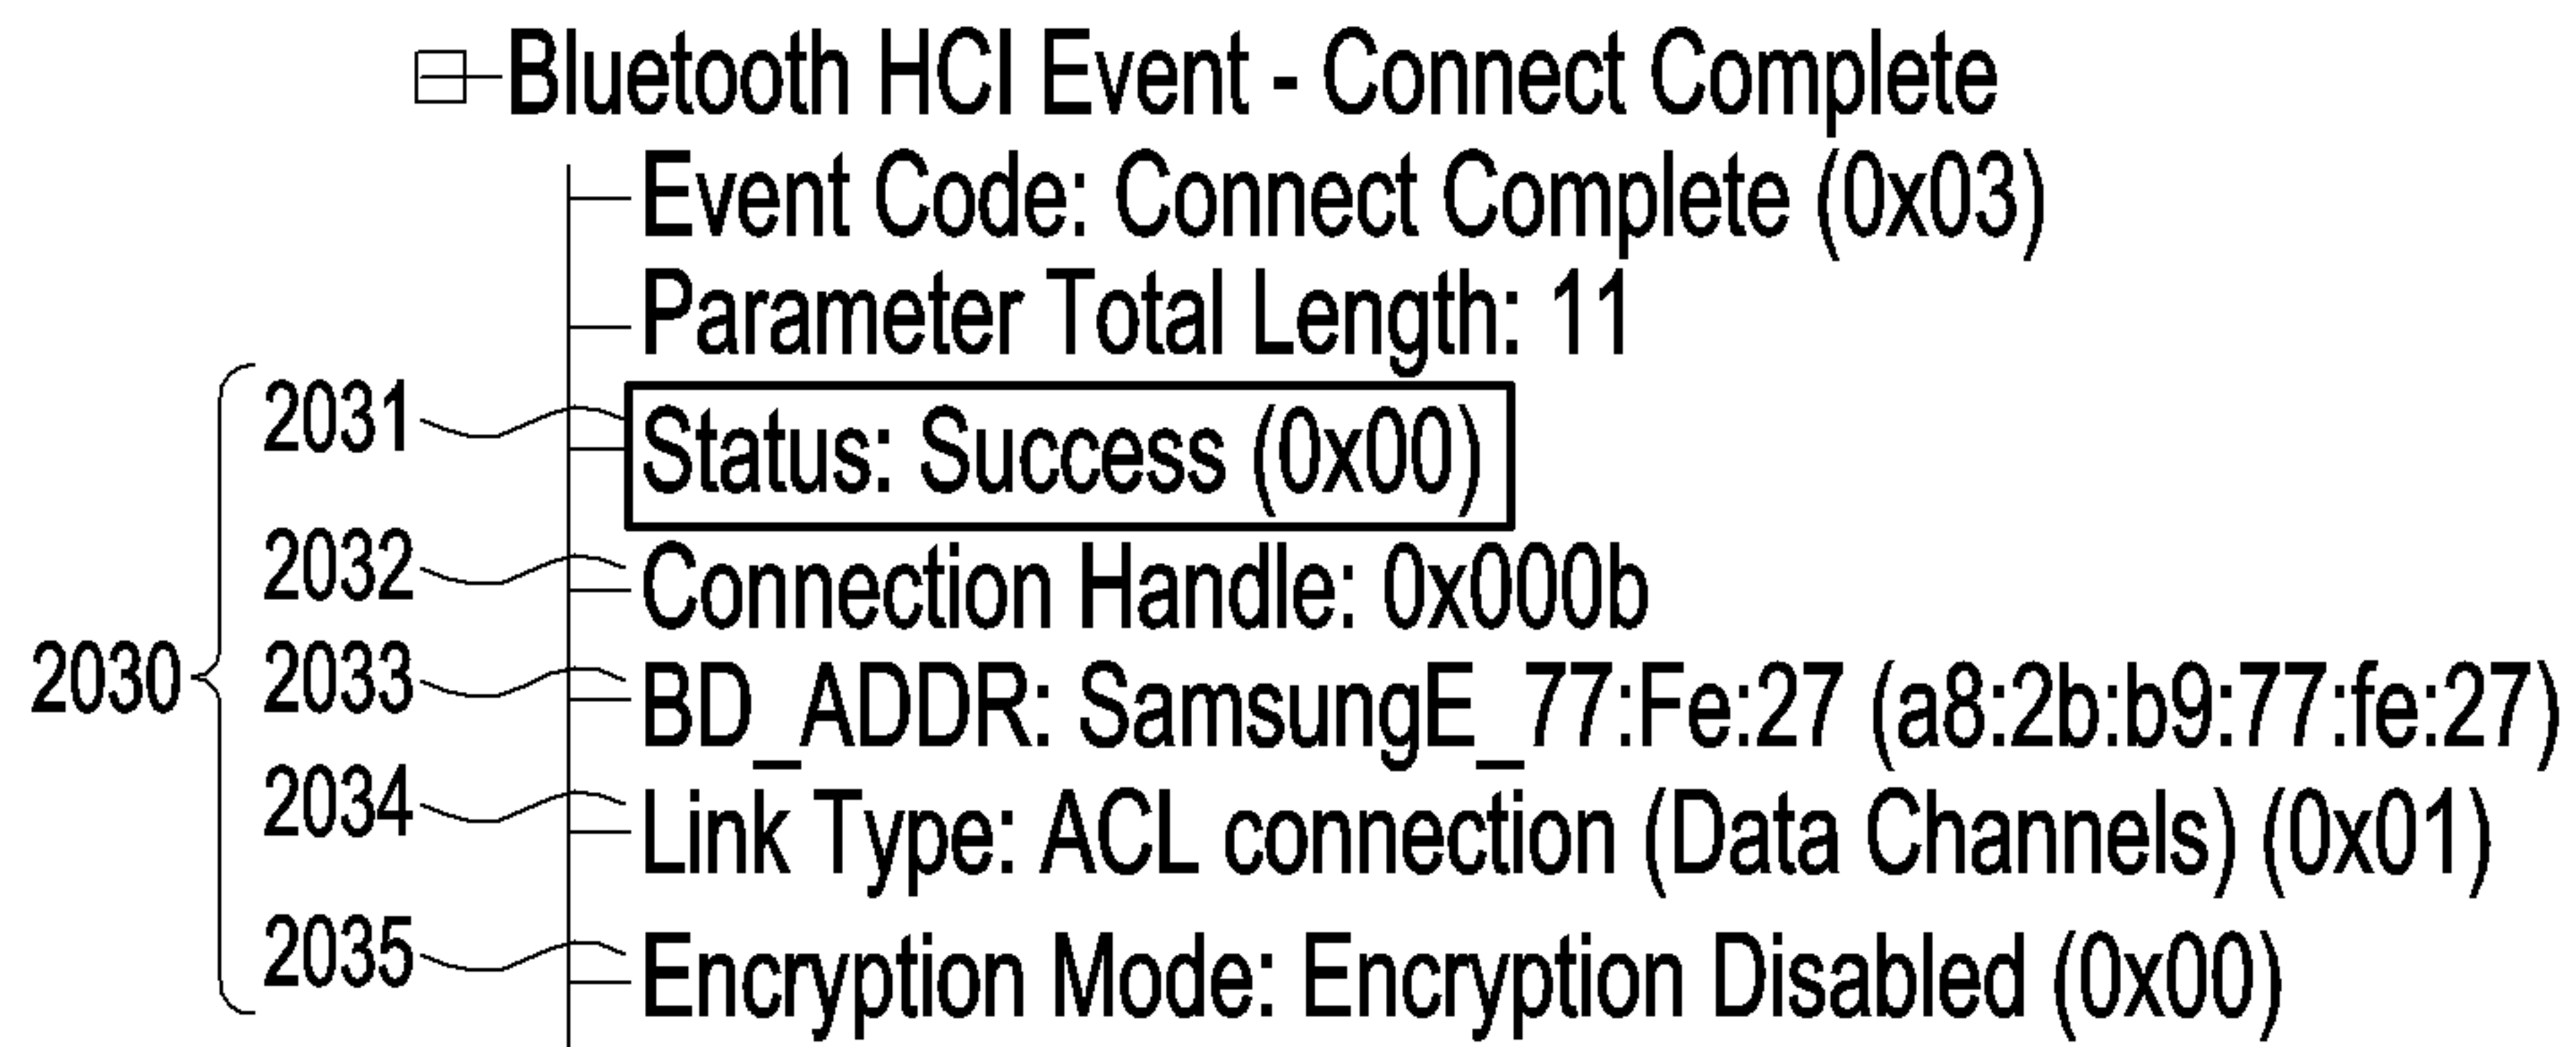 Bluetooth HCI Event - Connect Complete
Event Code: Connect Complete (0x03)
Parameter Total Length: 11
2031 Status: Success (0x00)
2032 Connection Handle: 0x000b
2030 2033 BD_ADDR: SamsungE_77:Fe:27 (a8:2b:b9:77:fe:27)
2034 Link Type: ACL connection (Data Channels) (0x01)
2035 Encryption Mode: Encryption Disabled (0x00)